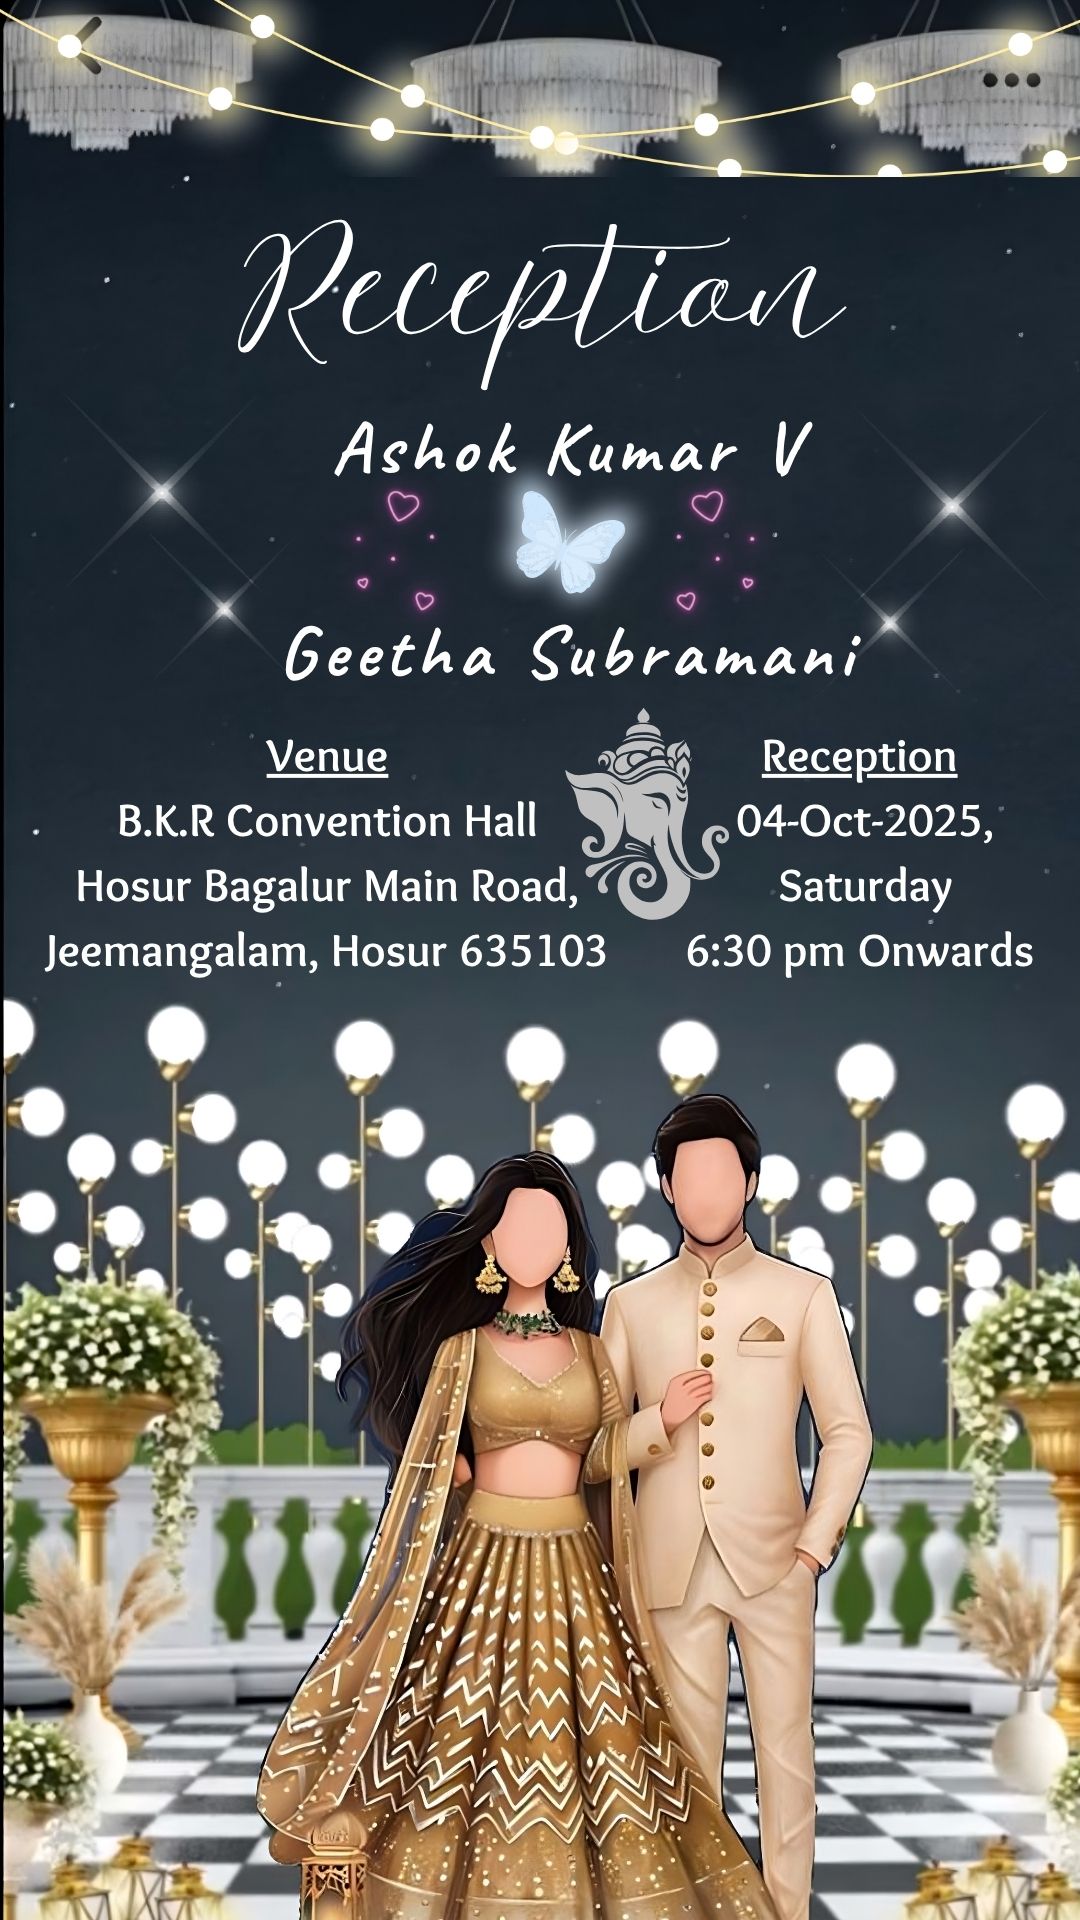 Reception
Ashok Kumar V
Geetha Subramani
Venue
B.K.R Convention Hall
Hosur Bagalur Main Road,
Jeemangalam, Hosur 635103
Reception
04-Oct-2025,
Saturday
6:30 pm Onwards